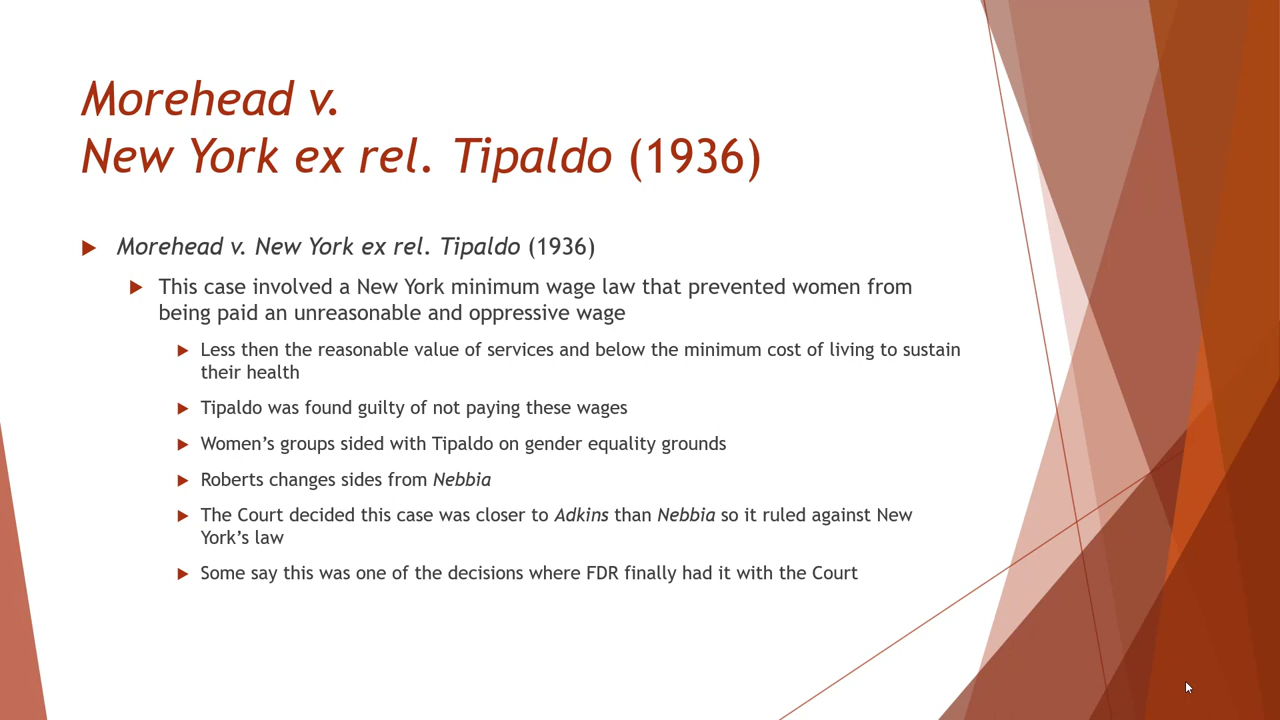 Morehead v.
New York ex rel. Tipaldo (1936)
Morehead v. New York ex rel. Tipaldo (1936)
This case involved a New York minimum wage law that prevented women from
being paid an unreasonable and oppressive wage
Less then the reasonable value of services and below the minimum cost of living to sustain
their health
Tipaldo was found guilty of not paying these wages
Women’s groups sided with Tipaldo on gender equality grounds
Roberts changes sides from Nebbia
The Court decided this case was closer to Adkins than Nebbia so it ruled against New
York’s law
Some say this was one of the decisions where FDR finally had it with the Court